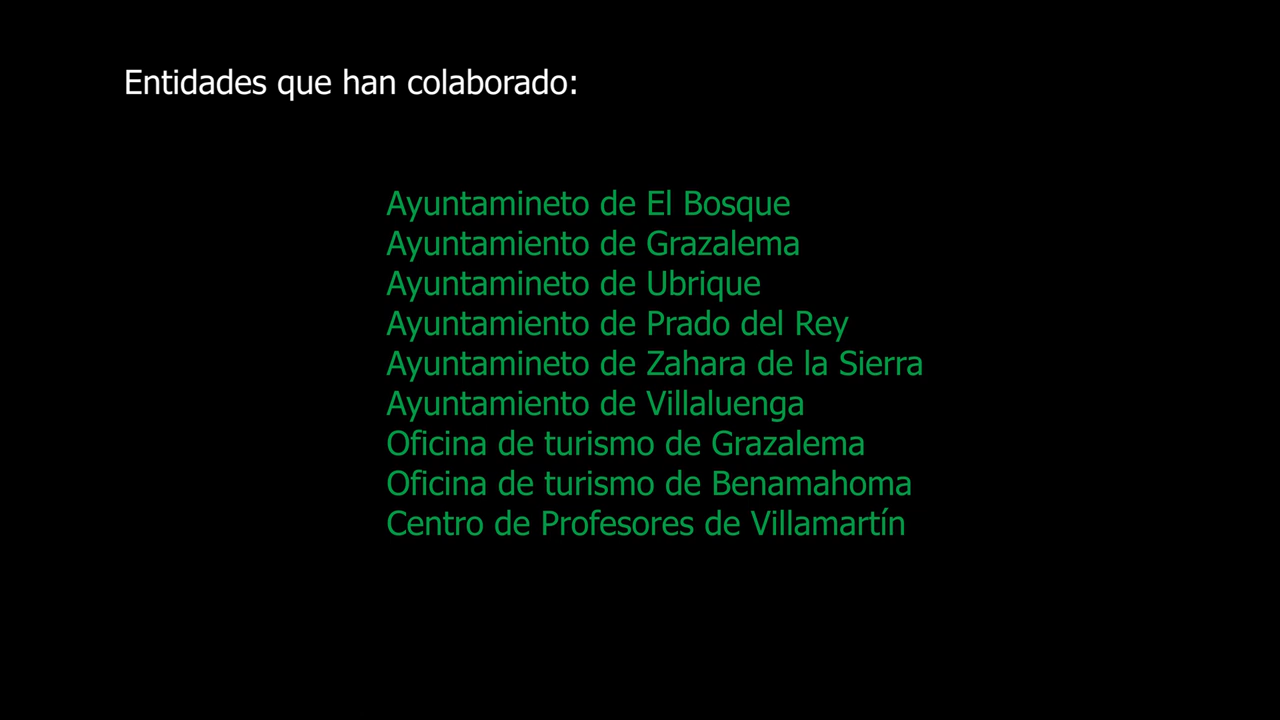 Entidades que han colaborado:
Ayuntamineto de El Bosque
Ayuntamiento de Grazalema
Ayuntamineto de Ubrique
Ayuntamiento de Prado del Rey
Ayuntamineto de Zahara de la Sierra
Ayuntamiento de Villaluenga
Oficina de turismo de Grazalema
Oficina de turismo de Benamahoma
Centro de Profesores de Villamartín